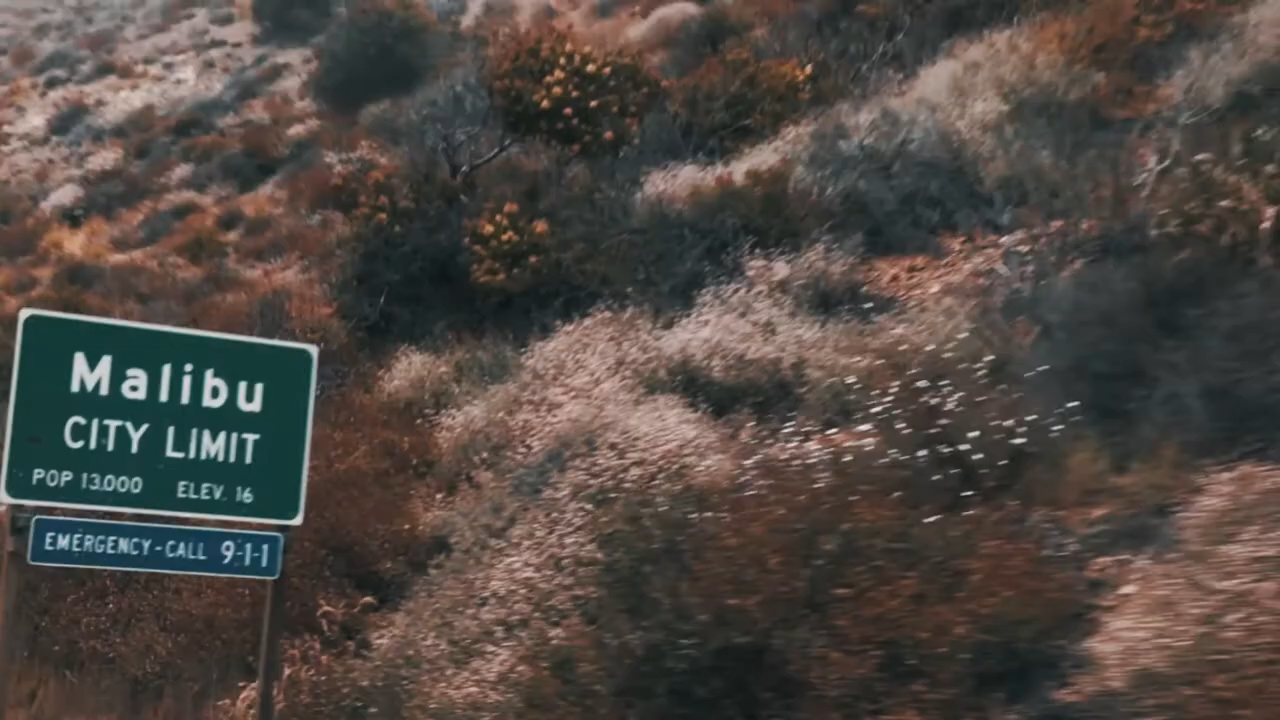 Malibu
CITY LIMIT
POP 13,000 ELEV. 16
EMERGENCY-CALL 9-1-1